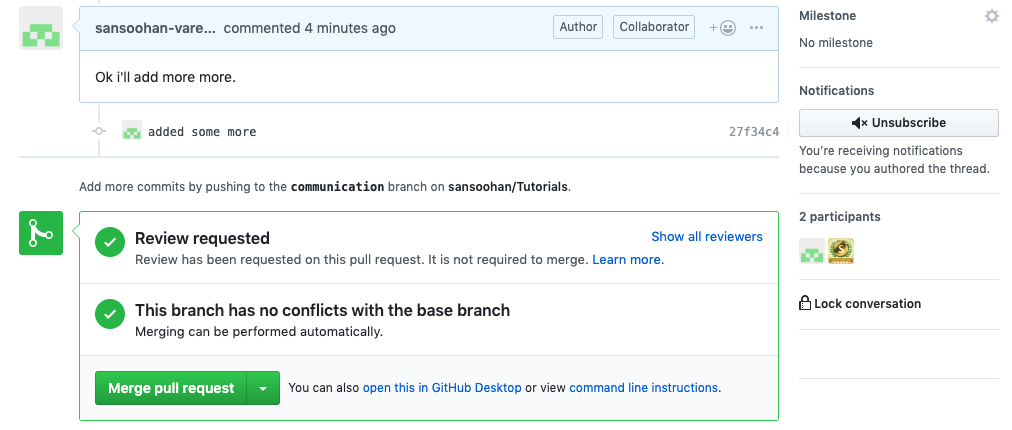 sansoohan-vare... commented 4 minutes ago Author Collaborator
Ok i'll add more more.
added some more 27f34c4
Add more commits by pushing to the communication branch on sansoohan/Tutorials.
Review requested Show all reviewers
Review has been requested on this pull request. It is not required to merge. Learn more.
This branch has no conflicts with the base branch
Merging can be performed automatically.
Merge pull request You can also open this in GitHub Desktop or view command line instructions.
Milestone
No milestone
Notifications
Unsubscribe
You're receiving notifications
because you authored the thread.
2 participants
Lock conversation